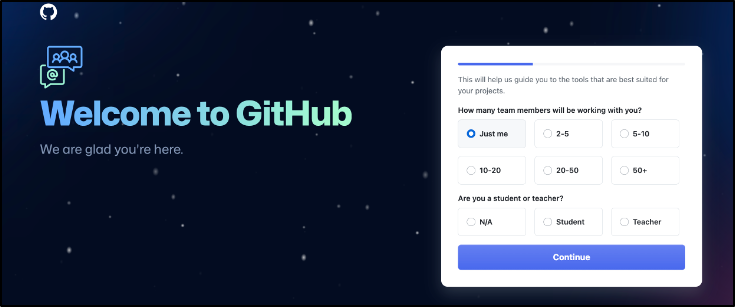 @
Welcome to GitHub
We are glad you're here.
This will help us guide you to the tools that are best suited for
your projects.
How many team members will be working with you?
Just me
2-5
5-10
10-20
20-50
50+
Are you a student or teacher?
N/A
Student
Teacher
Continue